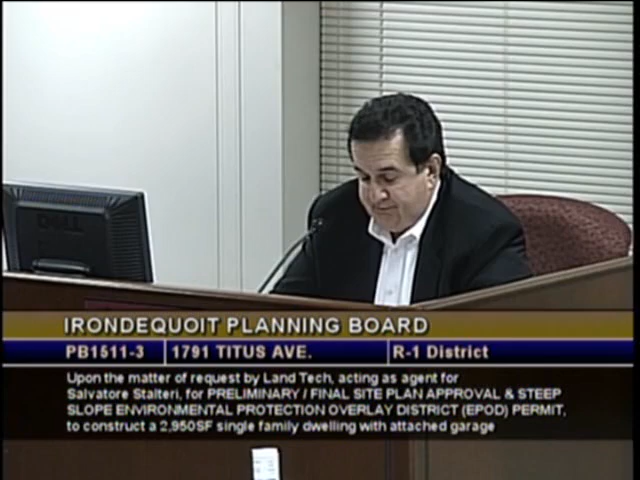 DELL
IRONDEQUOIT PLANNING BOARD
PB1511-3 1791 TITUS AVE. R-1 District
Upon the matter of request by Land Tech, acting as agent for
Salvatore Stalteri, for PRELIMINARY / FINAL SITE PLAN APPROVAL & STEEP
SLOPE ENVIRONMENTAL PROTECTION OVERLAY DISTRICT (EPOD) PERMIT,
to construct a 2,950SF single family dwelling with attached garage